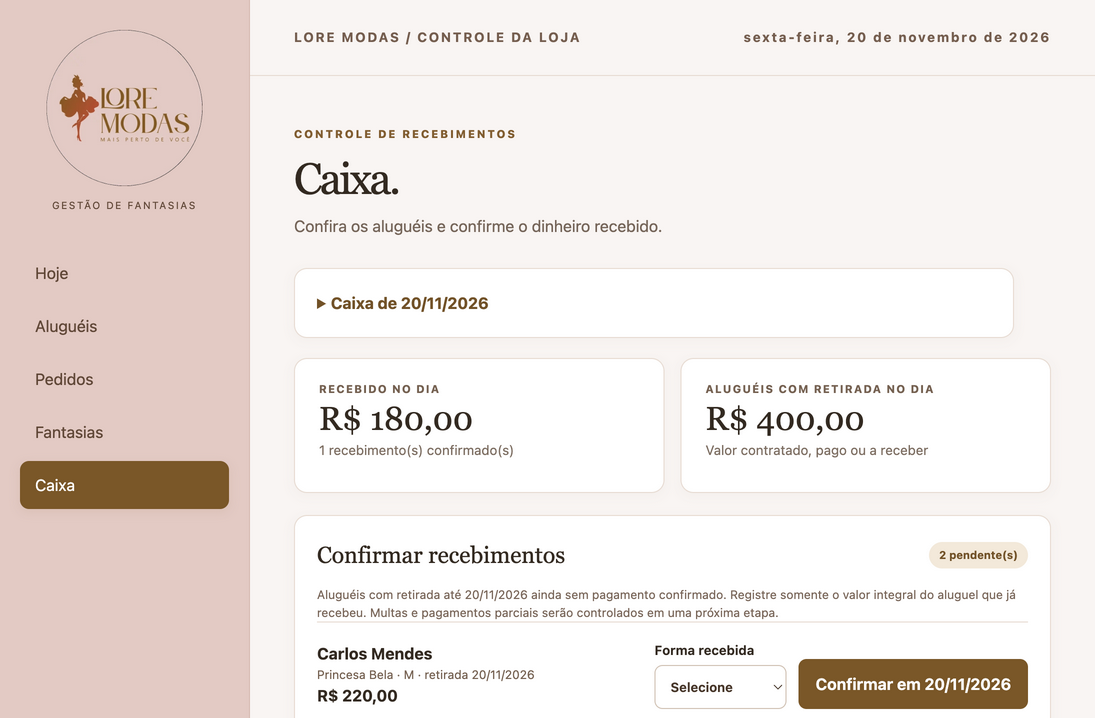 LORE
MODAS
MAIS PERTO DE VOCÊ
GESTÃO DE FANTASIAS
Hoje
Aluguéis
Pedidos
Fantasias
Caixa
LORE MODAS / CONTROLE DA LOJA
sexta-feira, 20 de novembro de 2026
CONTROLE DE RECEBIMENTOS
Caixa.
Confira os aluguéis e confirme o dinheiro recebido.
Caixa de 20/11/2026
RECEBIDO NO DIA
R$ 180,00
1 recebimento(s) confirmado(s)
ALUGUÉIS COM RETIRADA NO DIA
R$ 400,00
Valor contratado, pago ou a receber
Confirmar recebimentos
2 pendente(s)
Aluguéis com retirada até 20/11/2026 ainda sem pagamento confirmado. Registre somente o valor integral do aluguel que já
recebeu. Multas e pagamentos parciais serão controlados em uma próxima etapa.
Carlos Mendes
Princesa Bela · M · retirada 20/11/2026
R$ 220,00
Forma recebida
Selecione
Confirmar em 20/11/2026